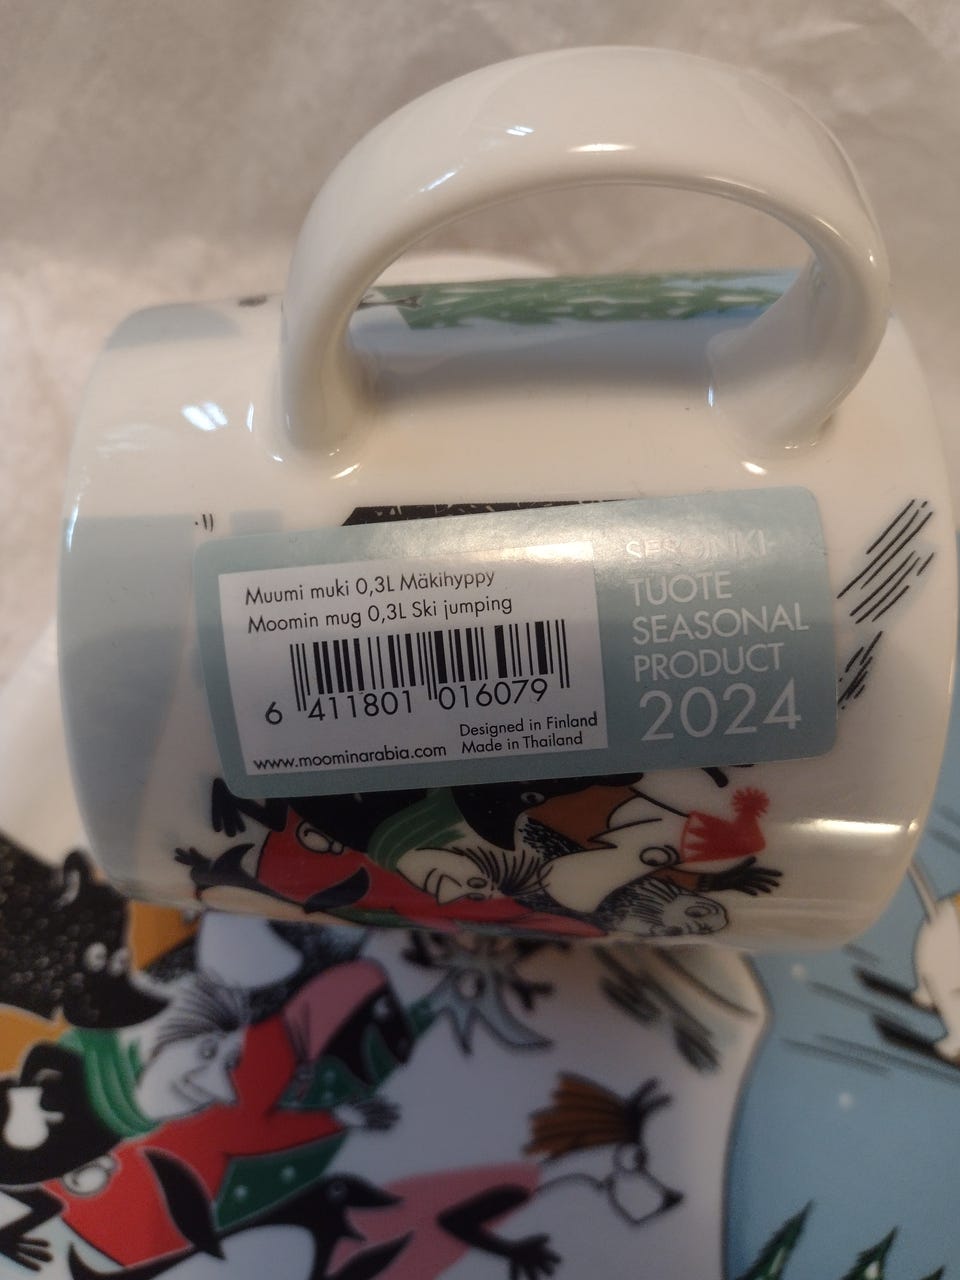 Muumi muki 0,3L Mäkihyppy
Moomin mug 0,3L Ski jumping
6 411801 016079
Designed in Finland
Made in Thailand
www.moominarabia.com
SESONKI-
TUOTE
SEASONAL
PRODUCT
2024